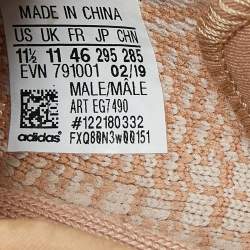 MADE IN CHINA
US UK FR JP CHN
11½ 11 46 295 285
EVN 791001 02/19
MALE/MÂLE
ART EG7490
#122180332
adidas FXQ80N3w00151